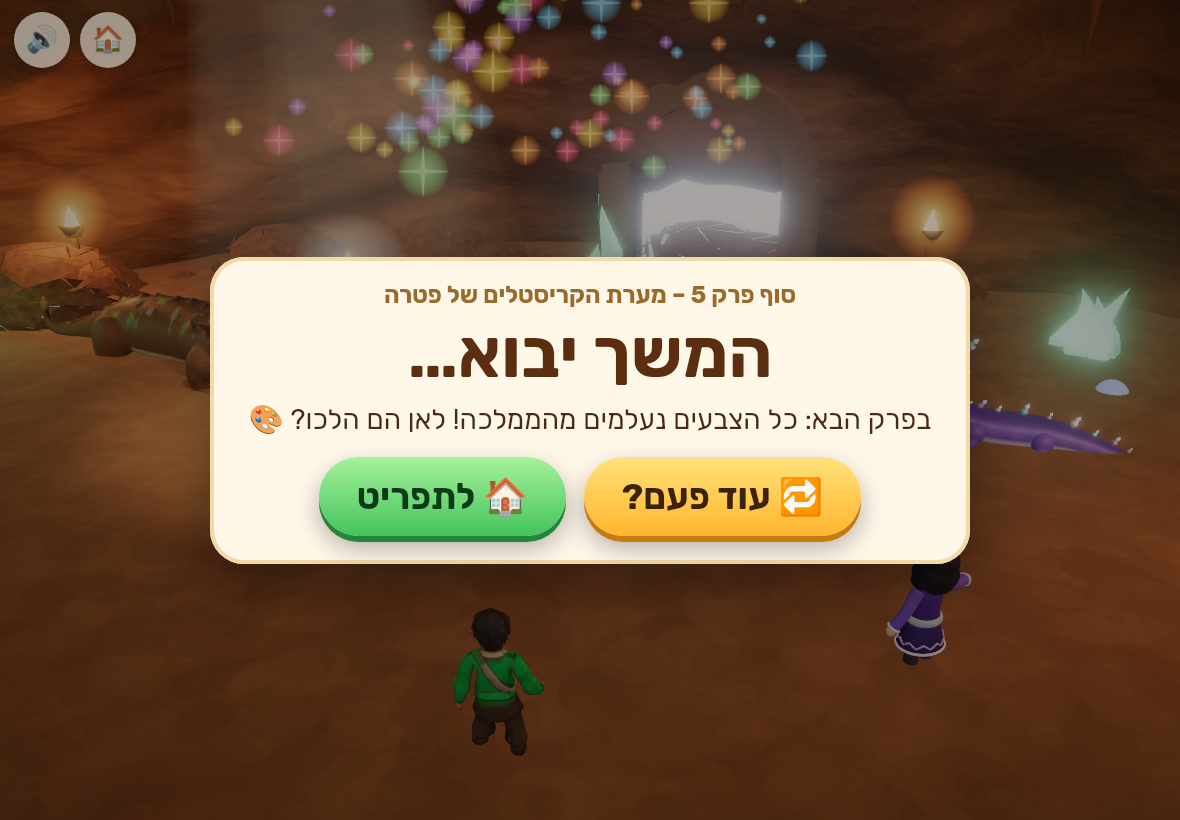 סוף פרק 5 – מערת הקריסטלים של פטרה
המשך יבוא...
בפרק הבא: כל הצבעים נעלמים מהממלכה! לאן הם הלכו? 🎨
🔁 עוד פעם?
🏠 לתפריט